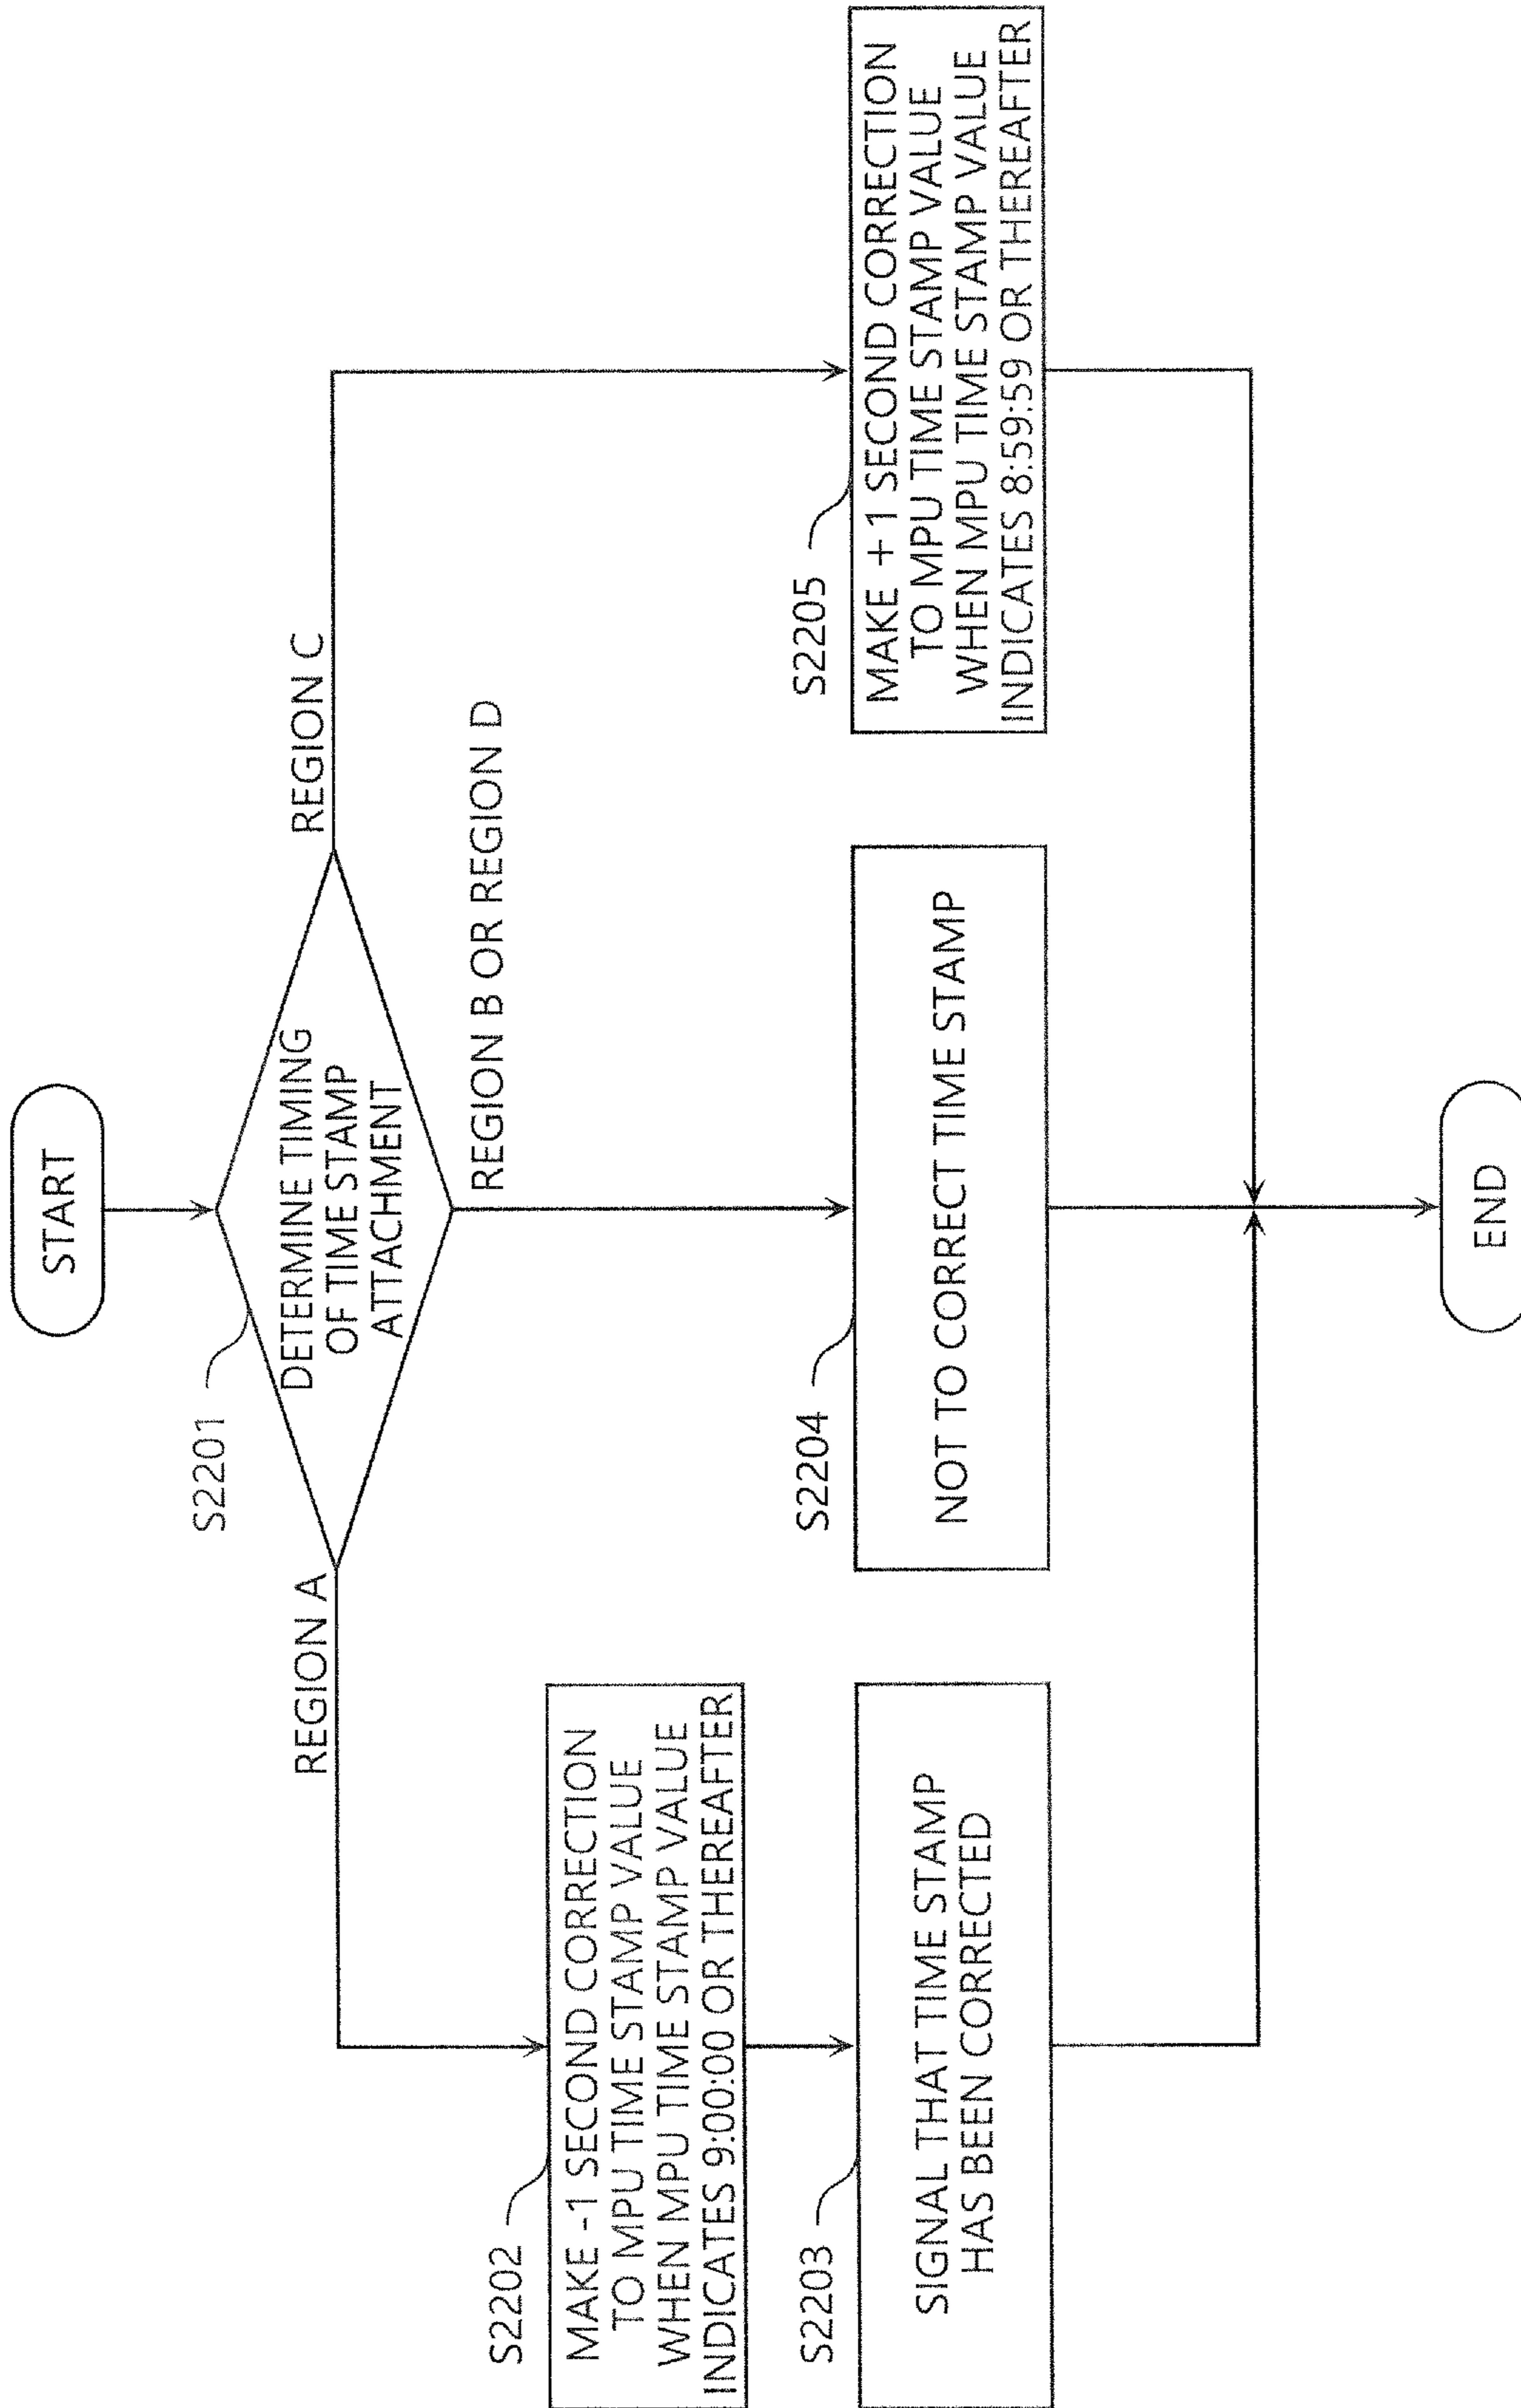 START
S2201
DETERMINE TIMING
OF TIME STAMP
ATTACHMENT
REGION A
REGION C
REGION B OR REGION D
S2202
MAKE -1 SECOND CORRECTION
TO MPU TIME STAMP VALUE
WHEN MPU TIME STAMP VALUE
INDICATES 9:00:00 OR THEREAFTER
S2203
SIGNAL THAT TIME STAMP
HAS BEEN CORRECTED
S2204
NOT TO CORRECT TIME STAMP
S2205
MAKE +1 SECOND CORRECTION
TO MPU TIME STAMP VALUE
WHEN MPU TIME STAMP VALUE
INDICATES 8:59:59 OR THEREAFTER
END